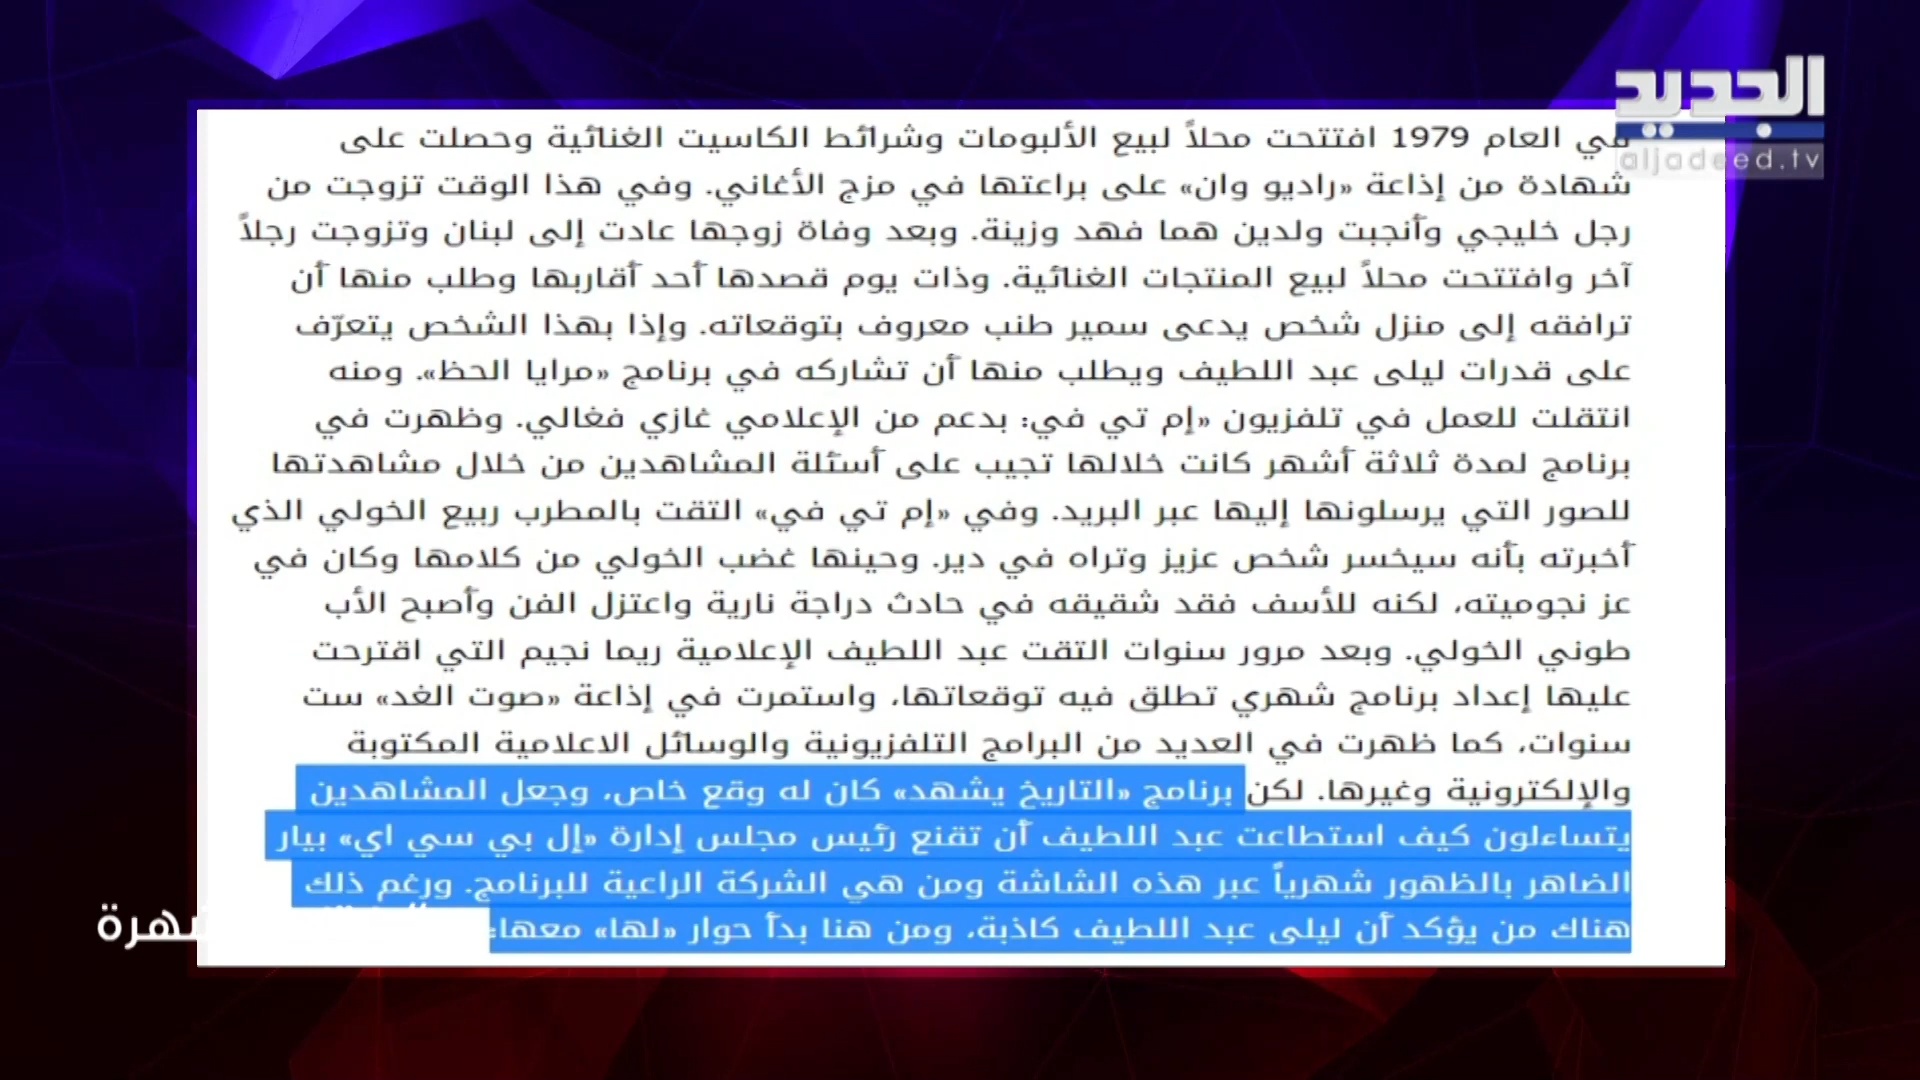 الجديد
aljadeed.tv
في العام 1979 افتتحت محلاً لبيع الألبومات وشرائط الكاسيت الغنائية وحصلت على
شهادة من إذاعة «راديو وان» على براعتها في مزج الأغاني. وفي هذا الوقت تزوجت من
رجل خليجي وأنجبت ولدين هما فهد وزينة. وبعد وفاة زوجها عادت إلى لبنان وتزوجت رجلاً
آخر وافتتحت محلاً لبيع المنتجات الغنائية. وذات يوم قصدها أحد أقاربها وطلب منها أن
ترافقه إلى منزل شخص يدعى سمير طنب معروف بتوقعاته. وإذا بهذا الشخص يتعرّف
على قدرات ليلى عبد اللطيف ويطلب منها أن تشاركه في برنامج «مرايا الحظ». ومنه
انتقلت للعمل في تلفزيون «إم تي في: بدعم من الإعلامي غازي فغالي. وظهرت في
برنامج لمدة ثلاثة أشهر كانت خلالها تجيب على أسئلة المشاهدين من خلال مشاهدتها
للصور التي يرسلونها إليها عبر البريد. وفي «إم تي في» التقت بالمطرب ربيع الخولي الذي
أخبرته بأنه سيخسر شخص عزيز وتراه في دير. وحينها غضب الخولي من كلامها وكان في
عز نجوميته، لكنه للأسف فقد شقيقه في حادث دراجة نارية واعتزل الفن وأصبح الأب
طوني الخولي. وبعد مرور سنوات التقت عبد اللطيف الإعلامية ريما نجيم التي اقترحت
عليها إعداد برنامج شهري تطلق فيه توقعاتها، واستمرت في إذاعة «صوت الغد» ست
سنوات، كما ظهرت في العديد من البرامج التلفزيونية والوسائل الاعلامية المكتوبة
والإلكترونية وغيرها. لكن برنامج «التاريخ يشهد» كان له وقع خاص، وجعل المشاهدين
يتساءلون كيف استطاعت عبد اللطيف أن تقنع رئيس مجلس إدارة «إل بي سي اي» بيار
الضاهر بالظهور شهرياً عبر هذه الشاشة ومن هي الشركة الراعية للبرنامج. ورغم ذلك
هناك من يؤكد أن ليلى عبد اللطيف كاذبة، ومن هنا بدأ حوار «لها» معها: